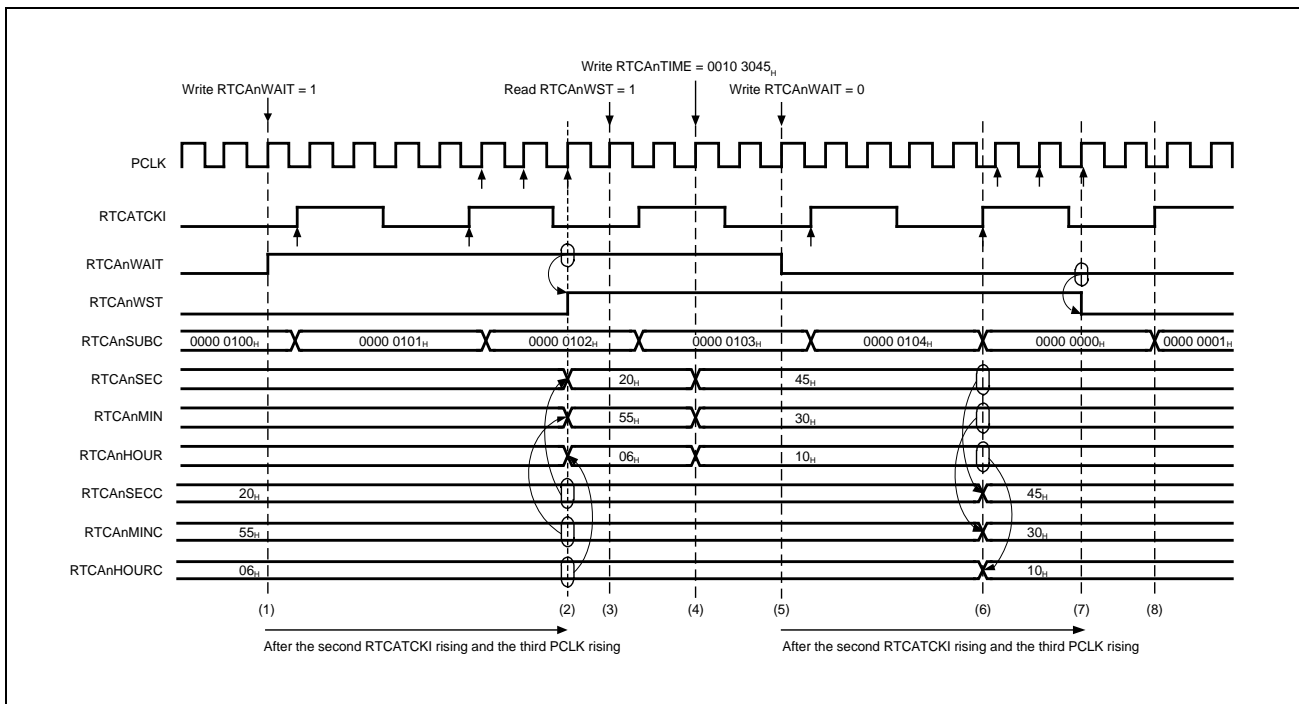 Write RTCAnTIME = 0010 3045H
Write RTCAnWAIT = 1 Read RTCAnWST = 1 Write RTCAnWAIT = 0
PCLK
RTCATCKI
RTCAnWAIT
RTCAnWST
RTCAnSUBC 0000 0100H 0000 0101H 0000 0102H 0000 0103H 0000 0104H 0000 0000H 0000 0001H
RTCAnSEC 20H 45H
RTCAnMIN 55H 30H
RTCAnHOUR 06H 10H
RTCAnSECC 20H 45H
RTCAnMINC 55H 30H
RTCAnHOURC 06H 10H
(1) (2) (3) (4) (5) (6) (7) (8)
After the second RTCATCKI rising and the third PCLK rising After the second RTCATCKI rising and the third PCLK rising